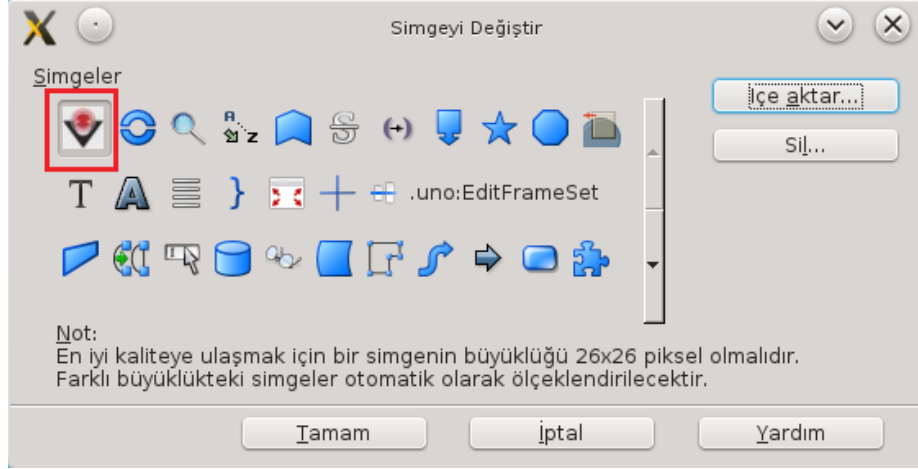 Simgeyi Değiştir
Simgeler
İçe aktar...
Sil...
.uno:EditFrameSet
Not:
En iyi kaliteye ulaşmak için bir simgenin büyüklüğü 26x26 piksel olmalıdır.
Farklı büyüklükteki simgeler otomatik olarak ölçeklendirilecektir.
Tamam
İptal
Yardım